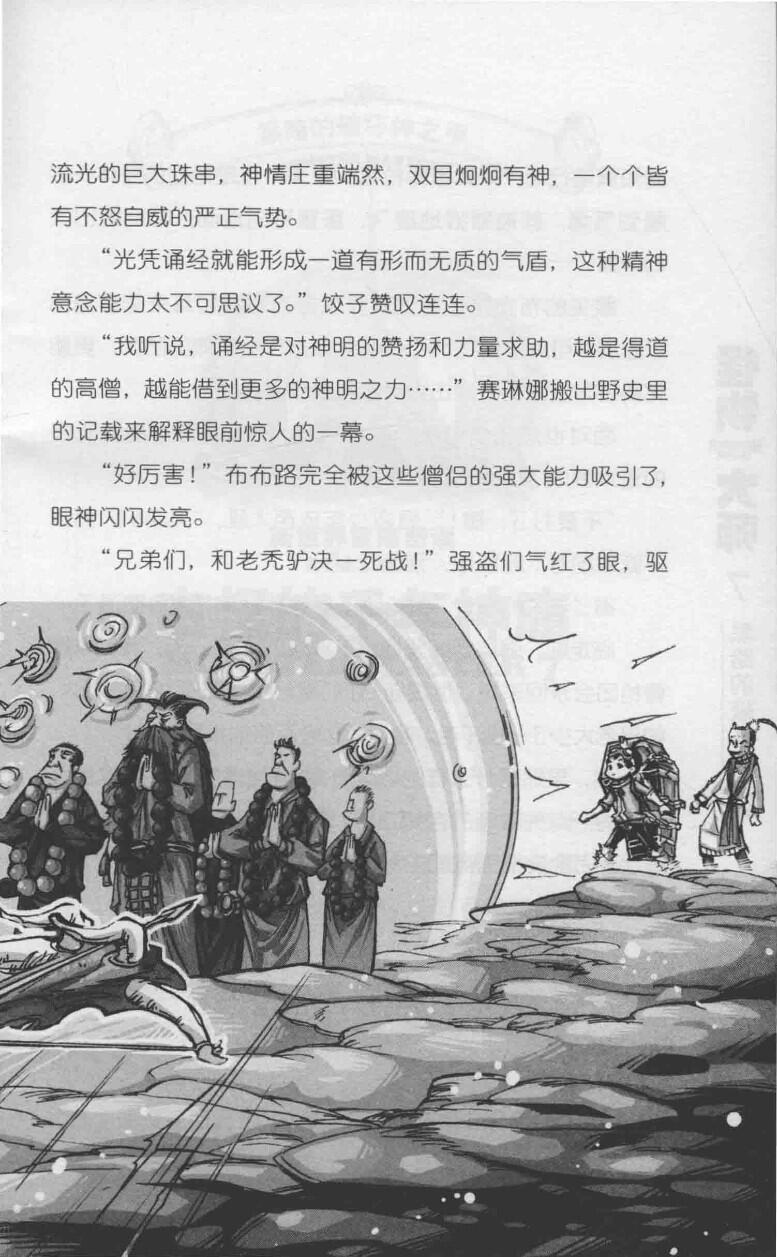 流光的巨大珠串，神情庄重端然，双目炯炯有神，一个个皆
有不怒自威的严正气势。
“光凭诵经就能形成一道有形而无质的气盾，这种精神
意念能力太不可思议了。”饺子赞叹连连。
“我听说，诵经是对神明的赞扬和力量求助，越是得道
的高僧，越能借到更多的神明之力……”赛琳娜搬出野史里
的记载来解释眼前惊人的一幕。
“好厉害！”布布路完全被这些僧侣的强大能力吸引了，
眼神闪闪发亮。
“兄弟们，和老秃驴决一死战！”强盗们气红了眼，驱